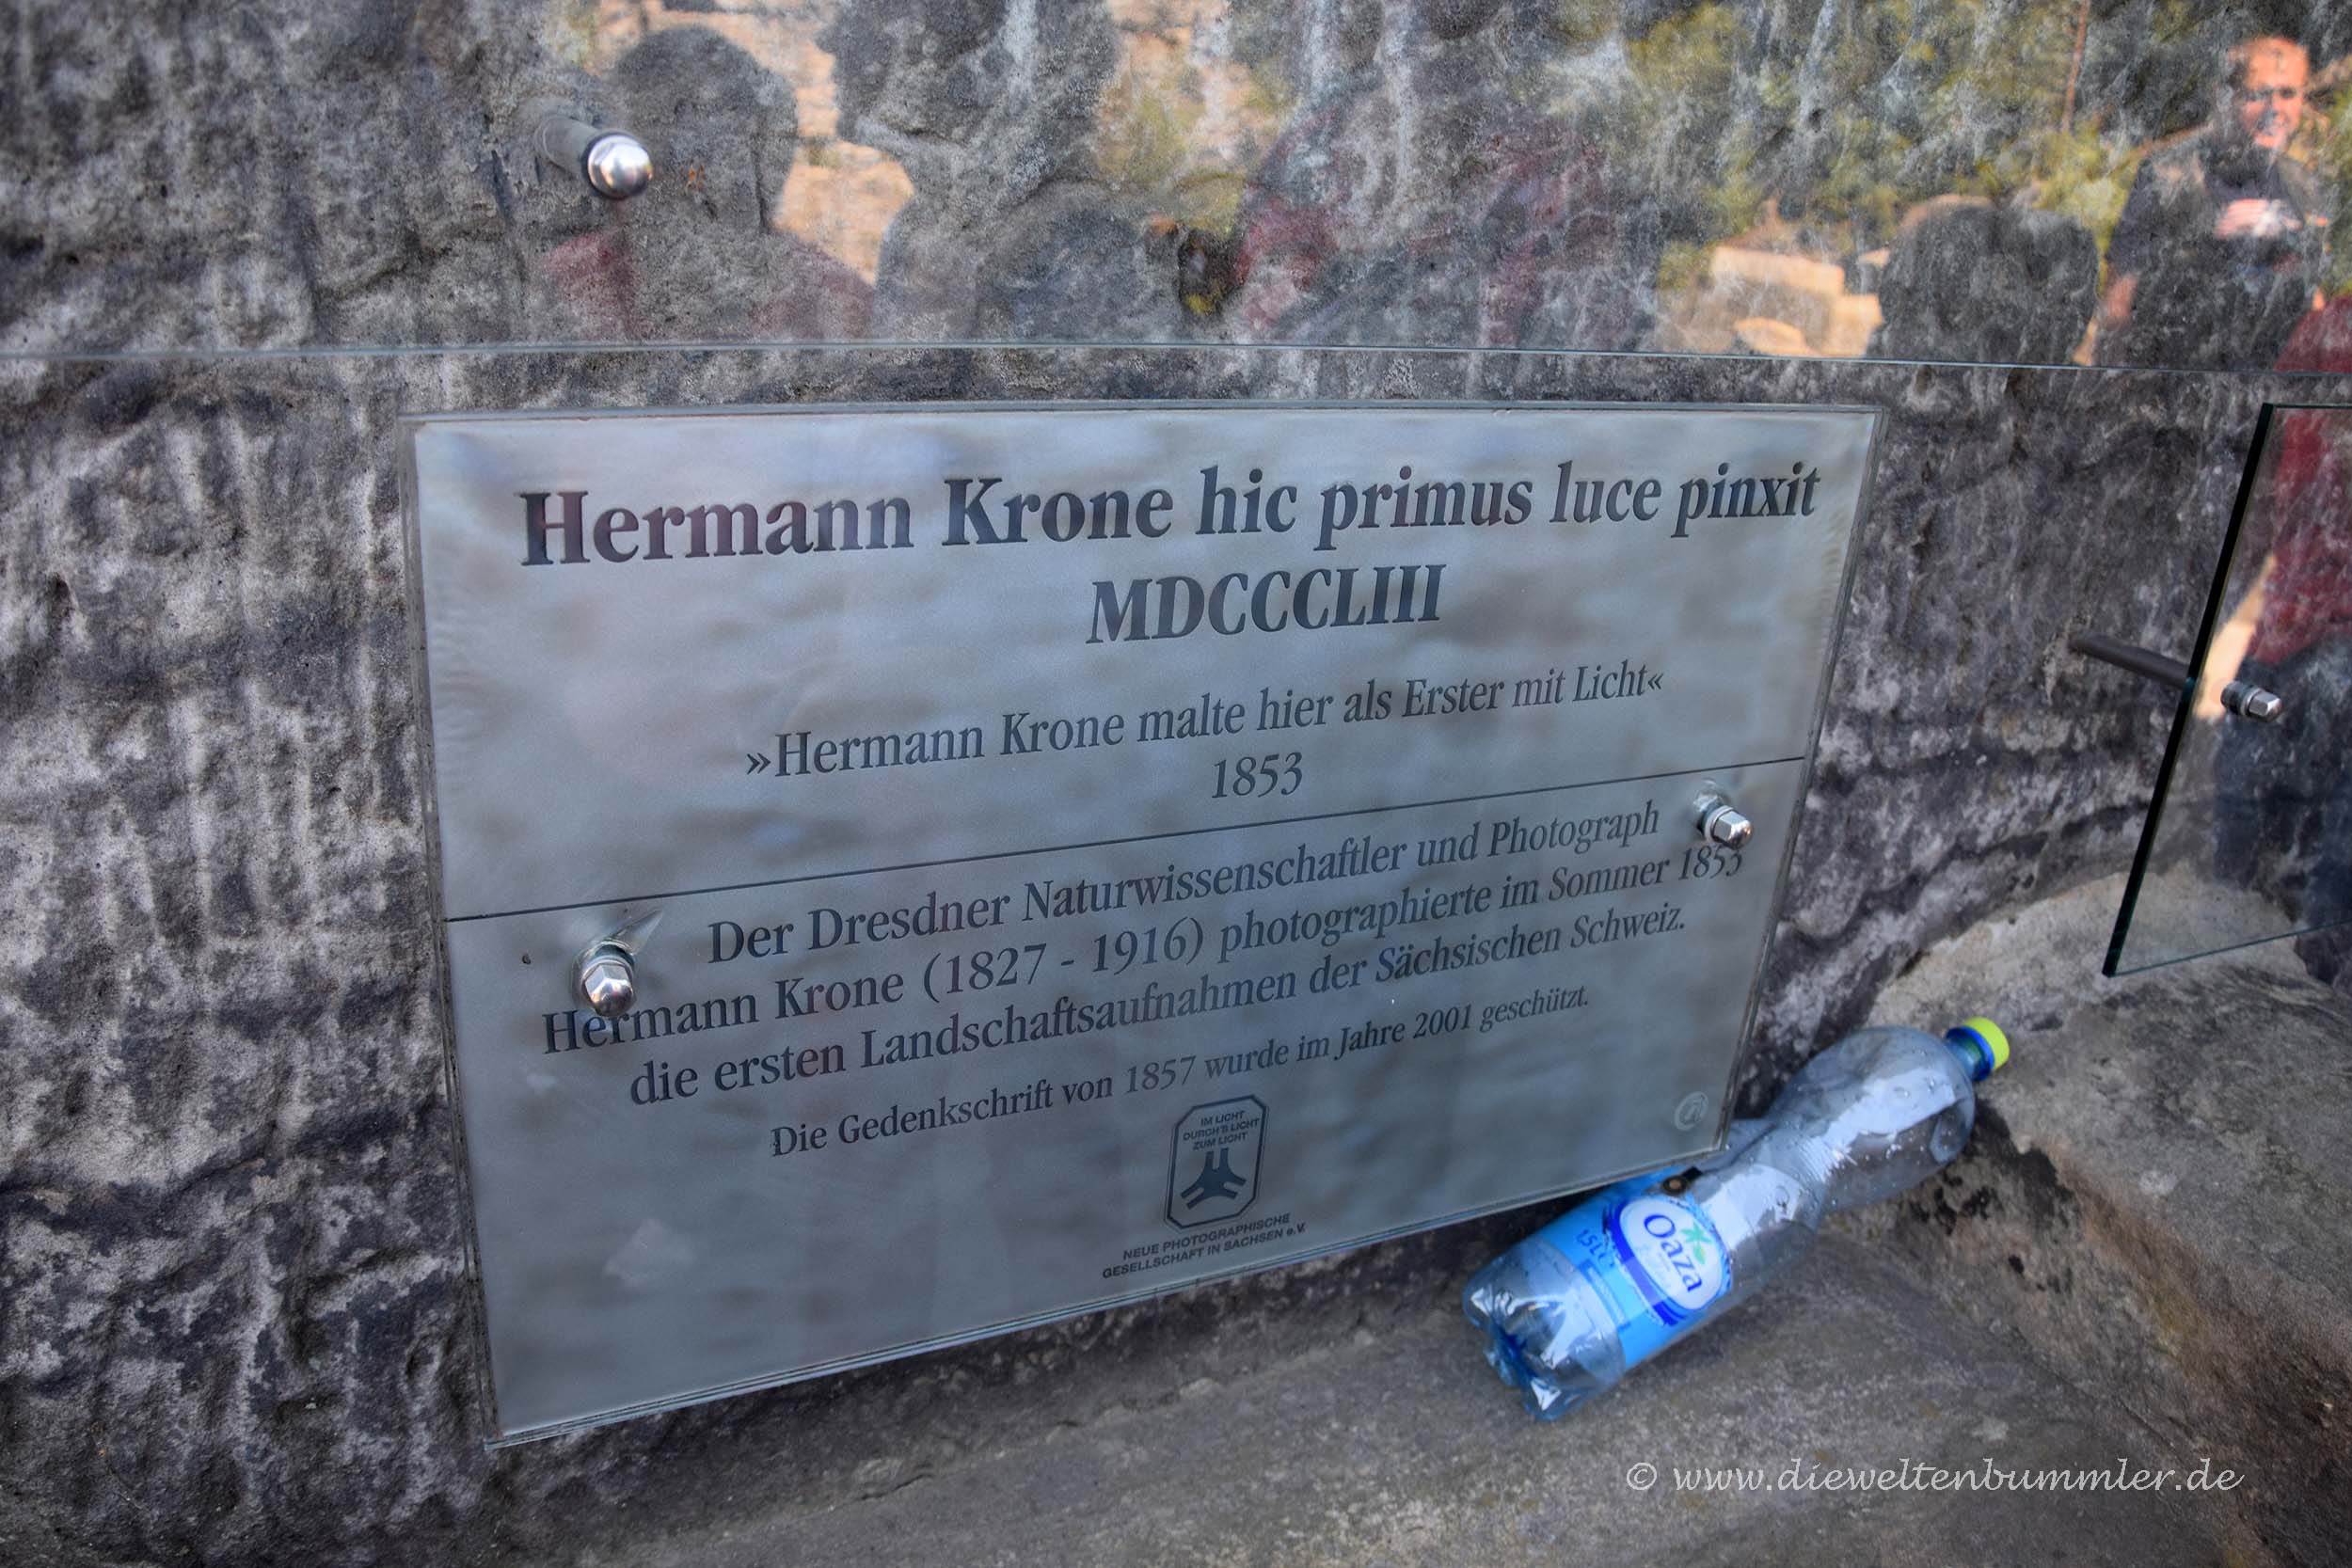 Hermann Krone hic primus luce pinxit
MDCCCLIII
»Hermann Krone malte hier als Erster mit Licht«
1853
Der Dresdner Naturwissenschaftler und Photograph
Hermann Krone (1827 - 1916) photographierte im Sommer 1853
die ersten Landschaftsaufnahmen der Sächsischen Schweiz.
Die Gedenkschrift von 1857 wurde im Jahre 2001 geschützt.
IM LICHT
DURCH'S LICHT
ZUM LICHT
NEUE PHOTOGRAPHISCHE
GESELLSCHAFT IN SACHSEN e.V.
Oaza
1,5L
© www.dieweltenbummler.de